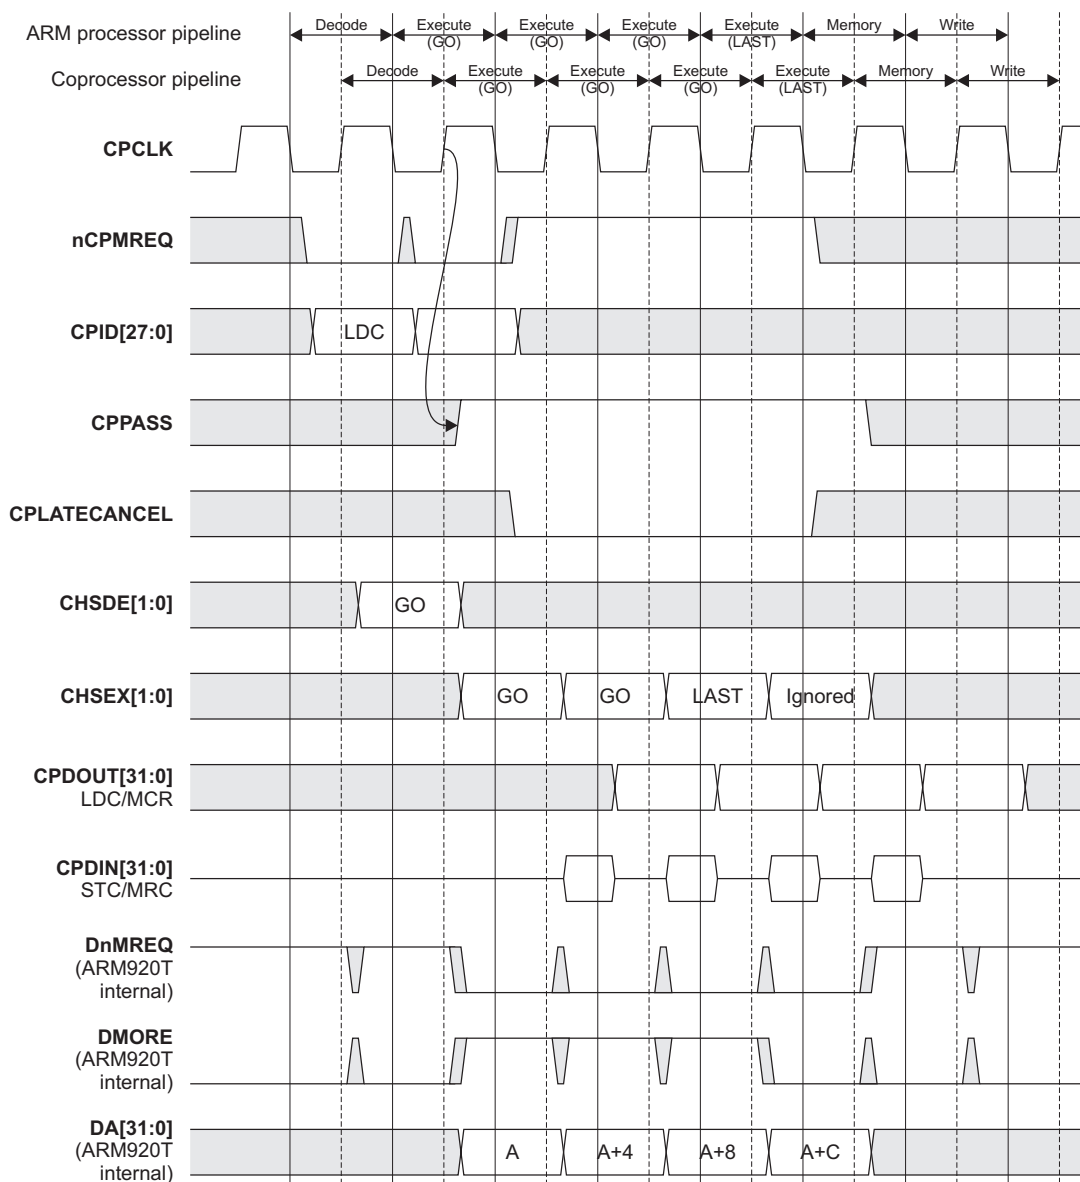 ARM processor pipeline
Decode
Execute
(GO)
Execute
(GO)
Execute
(GO)
Execute
(LAST)
Memory
Write
Coprocessor pipeline
Decode
Execute
(GO)
Execute
(GO)
Execute
(GO)
Execute
(LAST)
Memory
Write
CPCLK
nCPMREQ
CPID[27:0]
LDC
CPPASS
CPLATECANCEL
CHSDE[1:0]
GO
CHSEX[1:0]
GO
GO
LAST
Ignored
CPDOUT[31:0]
LDC/MCR
CPDIN[31:0]
STC/MRC
DnMREQ
(ARM920T
internal)
DMORE
(ARM920T
internal)
DA[31:0]
(ARM920T
internal)
A
A+4
A+8
A+C